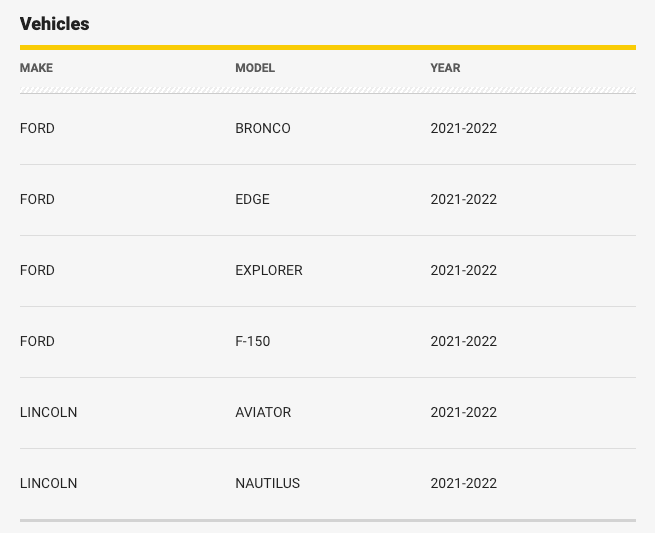 Vehicles
MAKE MODEL YEAR
FORD BRONCO 2021-2022
FORD EDGE 2021-2022
FORD EXPLORER 2021-2022
FORD F-150 2021-2022
LINCOLN AVIATOR 2021-2022
LINCOLN NAUTILUS 2021-2022